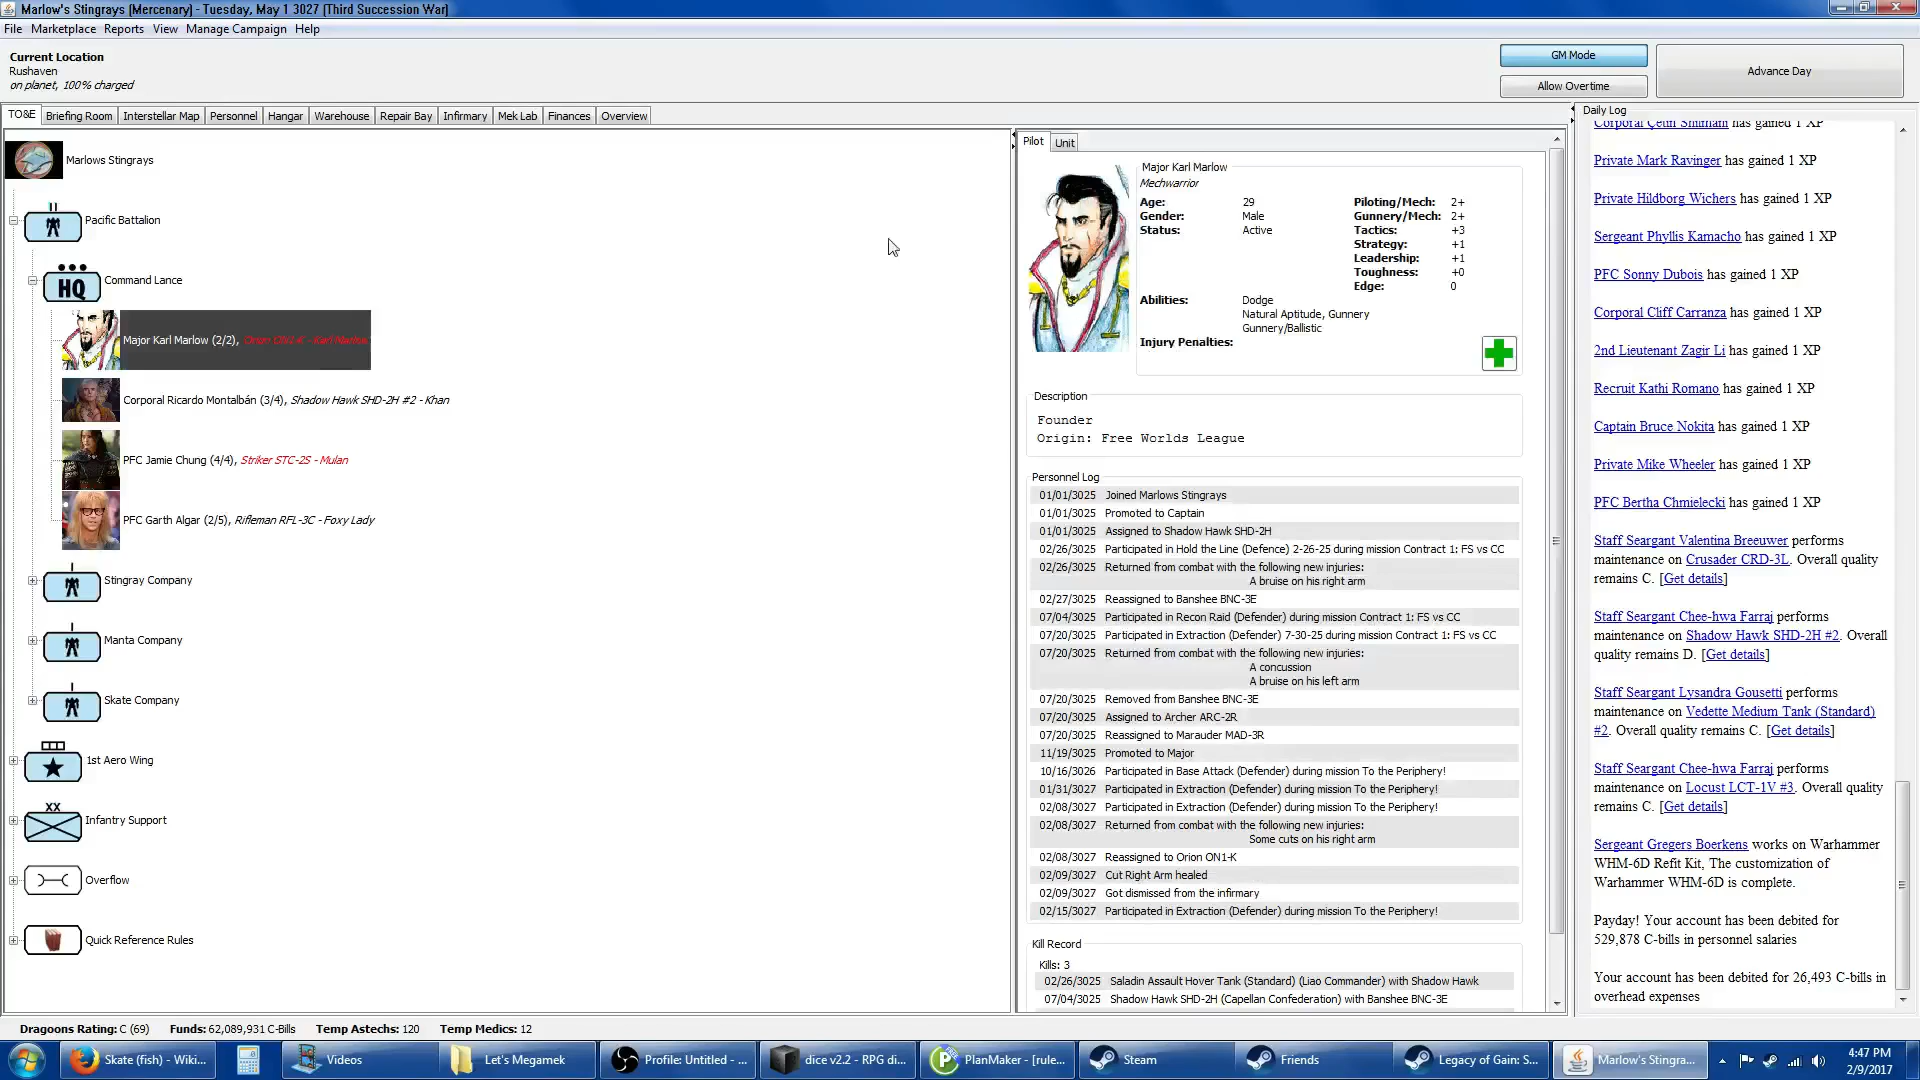 Marlow's Stingrays (Mercenary) - Tuesday, May 1 3027 (Third Succession War)
File Marketplace Reports View Manage Campaign Help
Current Location
Rushaven
on planet, 100% charged
GM Mode
Allow Overtime
Advance Day
TO&E Briefing Room Interstellar Map Personnel Hangar Warehouse Repair Bay Infirmary Mek Lab Finances Overview
Marlows Stingrays
Pacific Battalion
HQ Command Lance
Major Karl Marlow (2/2), Orion ON1-K - Karl Marlow
Corporal Ricardo Montalbán (3/4), Shadow Hawk SHD-2H #2 - Khan
PFC Jamie Chung (4/4), Striker STC-2S - Mulan
PFC Garth Algar (2/5), Rifleman RFL-3C - Foxy Lady
Stingray Company
Manta Company
Skate Company
1st Aero Wing
XX
Infantry Support
Overflow
Quick Reference Rules
Pilot Unit
Major Karl Marlow
Mechwarrior
Age: 29
Gender: Male
Status: Active
Piloting/Mech: 2+
Gunnery/Mech: 2+
Tactics: +3
Strategy: +1
Leadership: +1
Toughness: +0
Edge: 0
Abilities: Dodge
Natural Aptitude, Gunnery
Gunnery/Ballistic
Injury Penalties:
Description
Founder
Origin: Free Worlds League
Personnel Log
01/01/3025 Joined Marlows Stingrays
01/01/3025 Promoted to Captain
01/01/3025 Assigned to Shadow Hawk SHD-2H
02/26/3025 Participated in Hold the Line (Defence) 2-26-25 during mission Contract 1: FS vs CC
02/26/3025 Returned from combat with the following new injuries:
A bruise on his right arm
02/27/3025 Reassigned to Banshee BNC-3E
07/04/3025 Participated in Recon Raid (Defender) during mission Contract 1: FS vs CC
07/20/3025 Participated in Extraction (Defender) 7-30-25 during mission Contract 1: FS vs CC
07/20/3025 Returned from combat with the following new injuries:
A concussion
A bruise on his left arm
07/20/3025 Removed from Banshee BNC-3E
07/20/3025 Assigned to Archer ARC-2R
07/20/3025 Reassigned to Marauder MAD-3R
11/19/3025 Promoted to Major
10/16/3026 Participated in Base Attack (Defender) during mission To the Periphery!
01/31/3027 Participated in Extraction (Defender) during mission To the Periphery!
02/08/3027 Participated in Extraction (Defender) during mission To the Periphery!
02/08/3027 Returned from combat with the following new injuries:
Some cuts on his right arm
02/08/3027 Reassigned to Orion ON1-K
02/09/3027 Cut Right Arm healed
02/09/3027 Got dismissed from the infirmary
02/15/3027 Participated in Extraction (Defender) during mission To the Periphery!
Kill Record
Kills: 3
02/26/3025 Saladin Assault Hover Tank (Standard) (Liao Commander) with Shadow Hawk
07/04/3025 Shadow Hawk SHD-2H (Capellan Confederation) with Banshee BNC-3E
Daily Log
Corporal Çetin Shimam has gained 1 XP
Private Mark Ravinger has gained 1 XP
Private Hildborg Wichers has gained 1 XP
Sergeant Phyllis Kamacho has gained 1 XP
PFC Sonny Dubois has gained 1 XP
Corporal Cliff Carranza has gained 1 XP
2nd Lieutenant Zagir Li has gained 1 XP
Recruit Kathi Romano has gained 1 XP
Captain Bruce Nokita has gained 1 XP
Private Mike Wheeler has gained 1 XP
PFC Bertha Chmielecki has gained 1 XP
Staff Seargant Valentina Breeuwer performs
maintenance on Crusader CRD-3L. Overall quality
remains C. [Get details]
Staff Seargant Chee-hwa Farraj performs
maintenance on Shadow Hawk SHD-2H #2. Overall
quality remains D. [Get details]
Staff Seargant Lysandra Gousetti performs
maintenance on Vedette Medium Tank (Standard)
#2. Overall quality remains C. [Get details]
Staff Seargant Chee-hwa Farraj performs
maintenance on Locust LCT-1V #3. Overall quality
remains C. [Get details]
Sergeant Gregers Boerkens works on Warhammer
WHM-6D Refit Kit, The customization of
Warhammer WHM-6D is complete.
Payday! Your account has been debited for
529,878 C-bills in personnel salaries
Your account has been debited for 26,493 C-bills in
overhead expenses
Dragoons Rating: C (69) Funds: 62,089,931 C-Bills Temp Astechs: 120 Temp Medics: 12
Skate (fish) - Wiki... Videos Let's Megamek Profile: Untitled - ... dice v2.2 - RPG di... PlanMaker - [rule... Steam Friends Legacy of Gain: S... Marlow's Stingra...
4:47 PM
2/9/2017